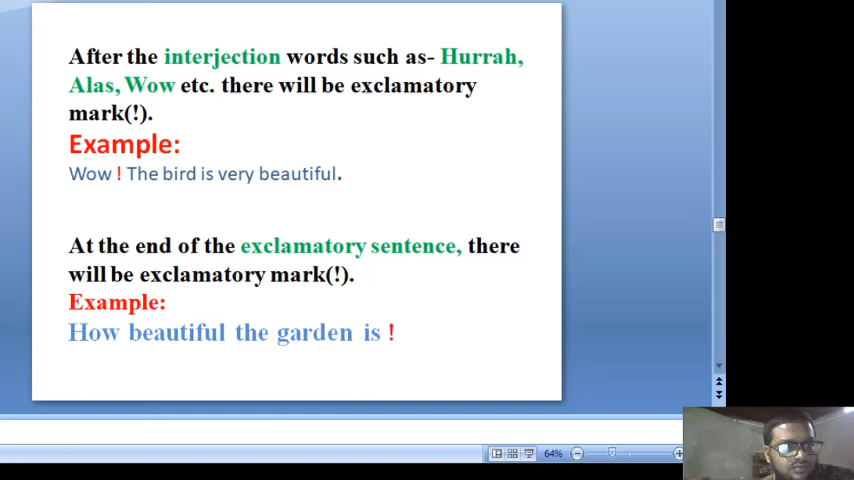 After the interjection words such as- Hurrah,
Alas, Wow etc. there will be exclamatory
mark(!).
Example:
Wow ! The bird is very beautiful.
At the end of the exclamatory sentence, there
will be exclamatory mark(!).
Example:
How beautiful the garden is !
64%